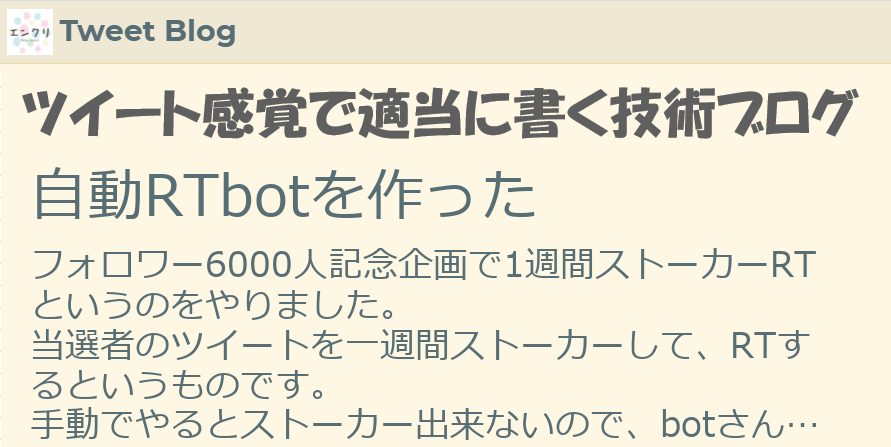 エンクリ
Tweet Blog
ツイート感覚で適当に書く技術ブログ
自動RTbotを作った
フォロワー6000人記念企画で1週間ストーカーRT
というのをやりました。
当選者のツイートを一週間ストーカーして、RTす
るというものです。
手動でやるとストーカー出来ないので、botさん…